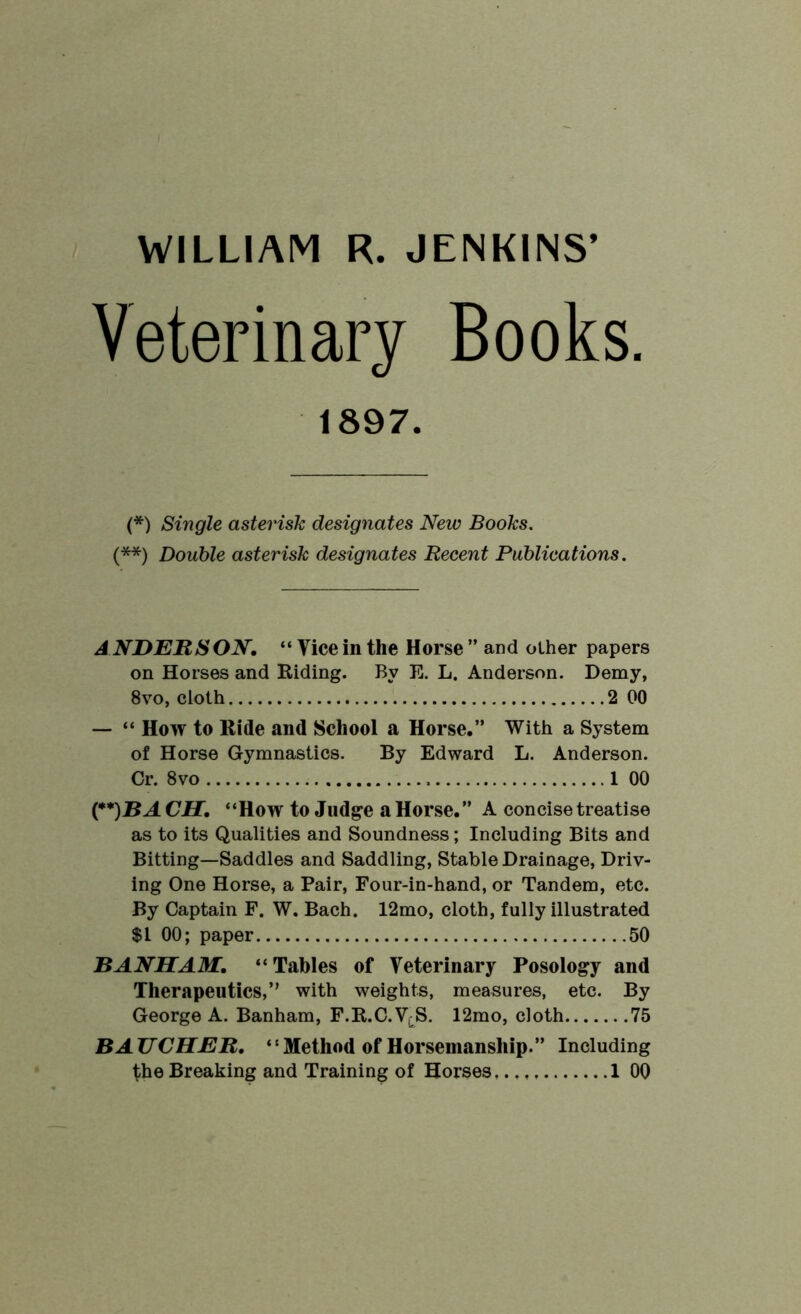 WILLIAM R. JENKINS'
Veterinary Books.
1897.
(*) Single asterisk designates New Books.
(**) Double asterisk designates Recent Publications.
ANDERSON. “Vice in the Horse” and other papers
on Horses and Riding. By E. L. Anderson. Demy,
8vo, cloth..........................................2 00
— “How to Ride and School a Horse.” With a System
of Horse Gymnastics. By Edward L. Anderson.
Cr. 8vo.............................................1 00
(**)BACH. “How to Judge a Horse.” A concise treatise
as to its Qualities and Soundness; Including Bits and
Bitting—Saddles and Saddling, Stable Drainage, Driv-
ing One Horse, a Pair, Four-in-hand, or Tandem, etc.
By Captain F. W. Bach. 12mo, cloth, fully illustrated
$1 00; paper.........................................50
BANHAM. “Tables of Veterinary Posology and
Therapeutics,” with weights, measures, etc. By
George A. Banham, F.R.C.V.S. 12mo, cloth.......75
BAUCHER. “Method of Horsemanship.” Including
the Breaking and Training of Horses.............1 00